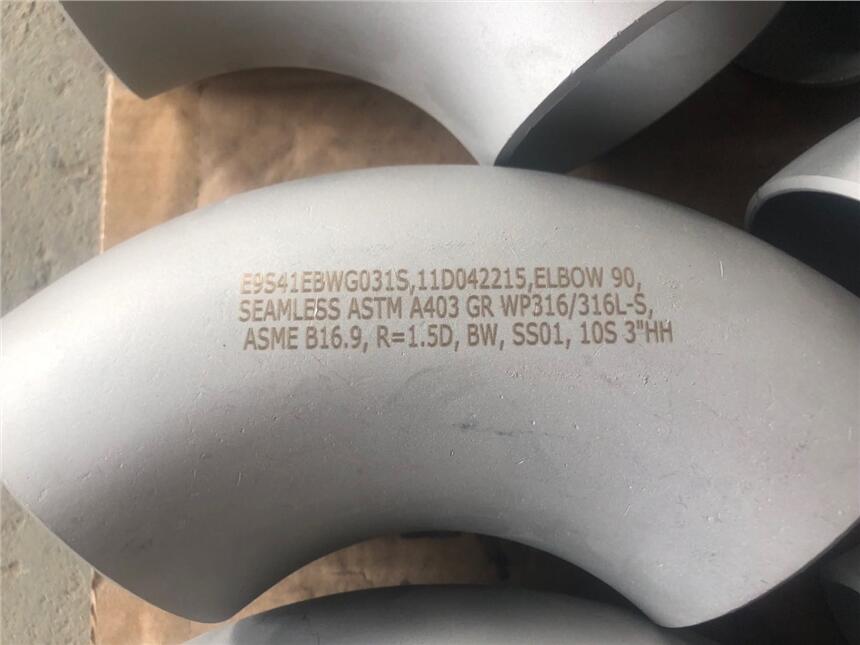 E9S41EBWG031S,11D042215,ELBOW 90,
SEAMLESS ASTM A403 GR WP316/316L-S,
ASME B16.9, R=1.5D, BW, SS01, 10S 3"HH